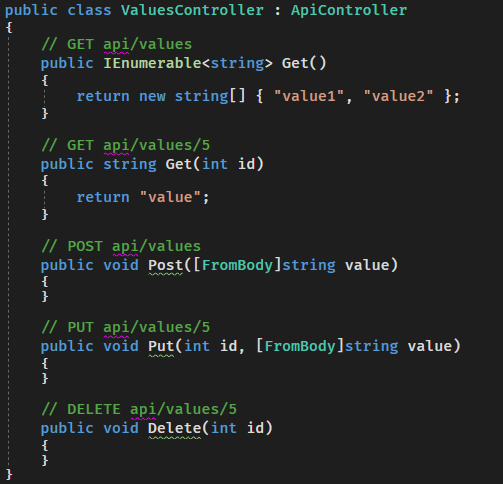 public class ValuesController : ApiController
{
    // GET api/values
    public IEnumerable<string> Get()
    {
        return new string[] { "value1", "value2" };
    }
    // GET api/values/5
    public string Get(int id)
    {
        return "value";
    }
    // POST api/values
    public void Post([FromBody]string value)
    {
    }
    // PUT api/values/5
    public void Put(int id, [FromBody]string value)
    {
    }
    // DELETE api/values/5
    public void Delete(int id)
    {
    }
}